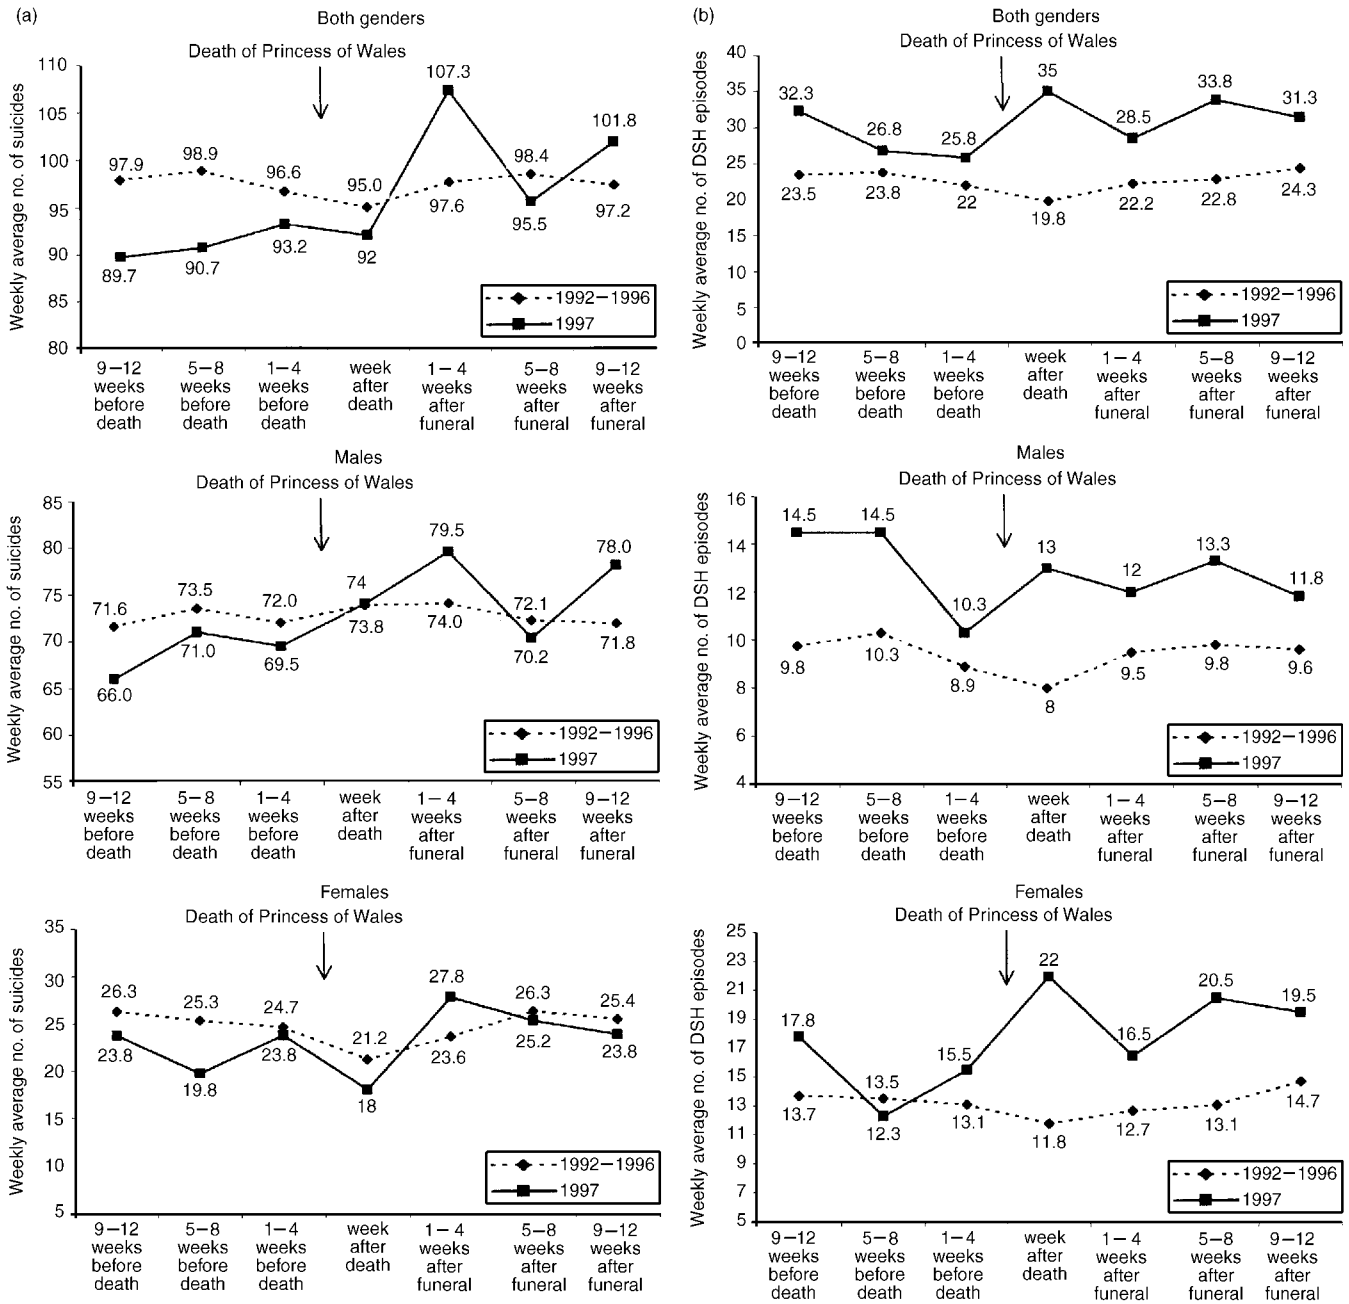 (a)
Both genders
Death of Princess of Wales
Weekly average no. of suicides
110
105
100
95
90
85
80
97.9
98.9
96.6
95.0
97.6
98.4
97.2
89.7
90.7
93.2
92
107.3
95.5
101.8
1992–1996
1997
9–12 weeks before death
5–8 weeks before death
1–4 weeks before death
week after death
1–4 weeks after funeral
5–8 weeks after funeral
9–12 weeks after funeral
Males
Death of Princess of Wales
Weekly average no. of suicides
85
80
75
70
65
60
55
71.6
73.5
72.0
73.8
74.0
72.1
71.8
66.0
71.0
69.5
74
79.5
70.2
78.0
1992–1996
1997
9–12 weeks before death
5–8 weeks before death
1–4 weeks before death
week after death
1–4 weeks after funeral
5–8 weeks after funeral
9–12 weeks after funeral
Females
Death of Princess of Wales
Weekly average no. of suicides
35
30
25
20
15
10
5
26.3
25.3
24.7
21.2
23.6
26.3
25.4
23.8
19.8
23.8
18
27.8
25.2
23.8
1992–1996
1997
9–12 weeks before death
5–8 weeks before death
1–4 weeks before death
week after death
1–4 weeks after funeral
5–8 weeks after funeral
9–12 weeks after funeral
(b)
Both genders
Death of Princess of Wales
Weekly average no. of DSH episodes
40
35
30
25
20
15
10
5
0
32.3
26.8
25.8
35
28.5
33.8
31.3
23.5
23.8
22
19.8
22.2
22.8
24.3
1992–1996
1997
9–12 weeks before death
5–8 weeks before death
1–4 weeks before death
week after death
1–4 weeks after funeral
5–8 weeks after funeral
9–12 weeks after funeral
Males
Death of Princess of Wales
Weekly average no. of DSH episodes
16
14
12
10
8
6
4
14.5
14.5
10.3
13
12
13.3
11.8
9.8
10.3
8.9
8
9.5
9.8
9.6
1992–1996
1997
9–12 weeks before death
5–8 weeks before death
1–4 weeks before death
week after death
1–4 weeks after funeral
5–8 weeks after funeral
9–12 weeks after funeral
Females
Death of Princess of Wales
Weekly average no. of DSH episodes
25
23
21
19
17
15
13
11
9
7
5
17.8
12.3
15.5
22
16.5
20.5
19.5
13.7
13.5
13.1
11.8
12.7
13.1
14.7
1992–1996
1997
9–12 weeks before death
5–8 weeks before death
1–4 weeks before death
week after death
1–4 weeks after funeral
5–8 weeks after funeral
9–12 weeks after funeral